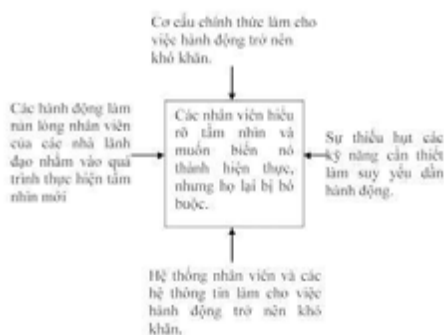 Cơ cấu chính thức làm cho
việc hành động trở nên
khó khăn.
Các hành động làm
nản lòng nhân viên
của các nhà lãnh
đạo nhằm vào quá
trình thực hiện tầm
nhìn mới
Các nhân viên hiểu
rõ tầm nhìn và
muốn biến nó
thành hiện thực,
nhưng họ lại bị bó
buộc.
Sự thiếu hụt các
kỹ năng cần thiết
làm suy yếu dần
hành động.
Hệ thống nhân viên và các
hệ thông tin làm cho việc
hành động trở nên khó
khăn.